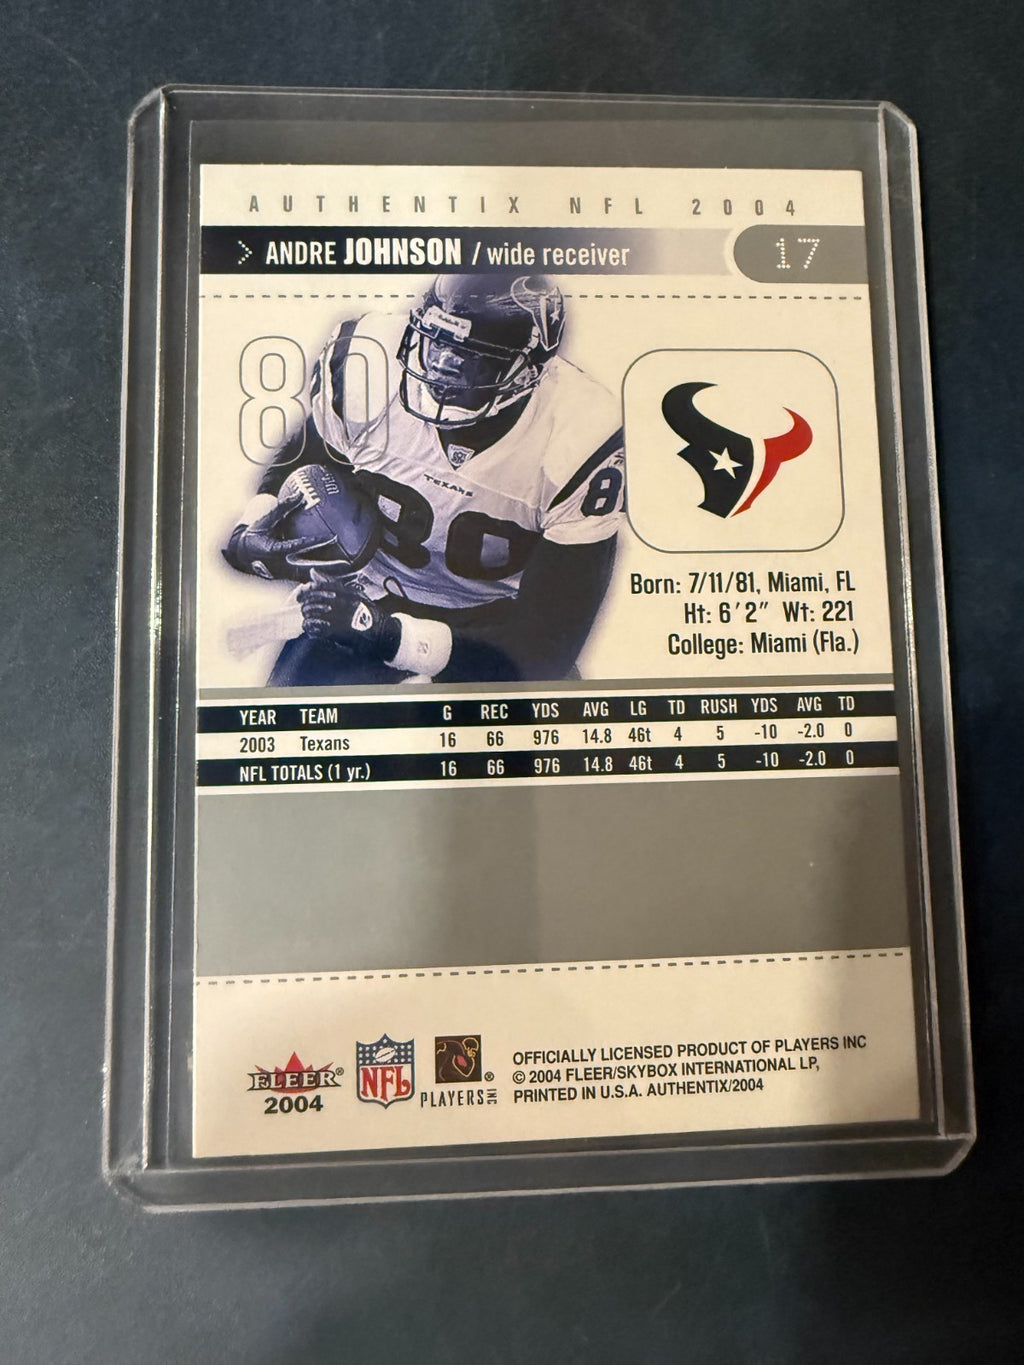 AUTHENTIX NFL 2004
> ANDRE JOHNSON / wide receiver
17
80
TEXANS
80
8
Born: 7/11/81, Miami, FL
Ht: 6'2" Wt: 221
College: Miami (Fla.)
YEAR TEAM G REC YDS AVG LG TD RUSH YDS AVG TD
2003 Texans 16 66 976 14.8 46t 4 5 -10 -2.0 0
NFL TOTALS (1 yr.) 16 66 976 14.8 46t 4 5 -10 -2.0 0
FLEER®
2004
NFL
PLAYERS INC ®
OFFICIALLY LICENSED PRODUCT OF PLAYERS INC
© 2004 FLEER/SKYBOX INTERNATIONAL LP,
PRINTED IN U.S.A. AUTHENTIX/2004